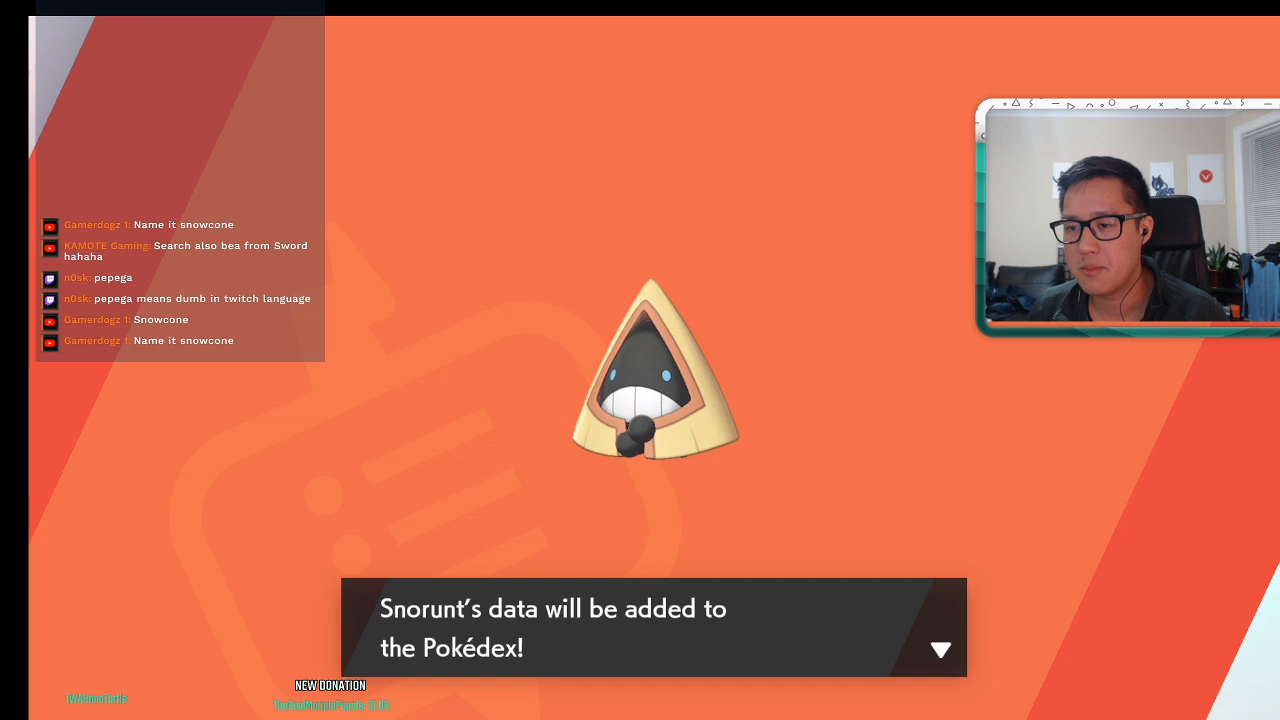 Gamerdogz 1: Name it snowcone
KAMOTE Gaming: Search also bea from Sword
hahaha
n0sk: pepega
n0sk: pepega means dumb in twitch language
Gamerdogz 1: Snowcone
Gamerdogz 1: Name it snowcone
Snorunt's data will be added to
the Pokédex!
NEW DONATION